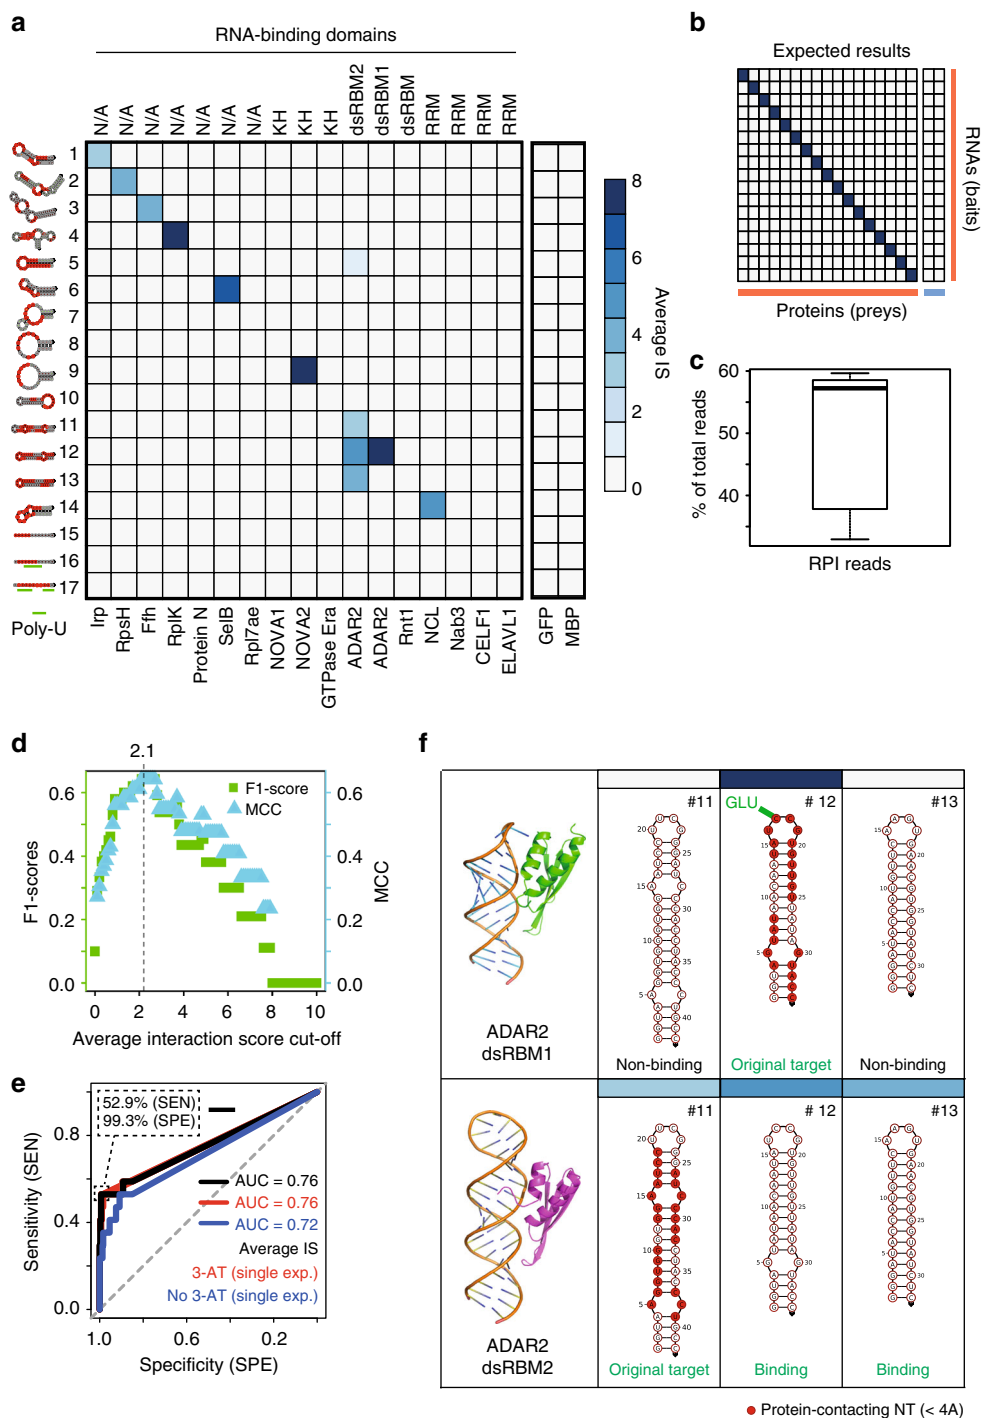 a
RNA-binding domains
N/A N/A N/A N/A N/A N/A N/A KH KH KH dsRBM2 dsRBM1 dsRBM RRM RRM RRM RRM
1
2
3
4
5
6
7
8
9
10
11
12
13
14
15
16
17
Poly-U
Irp RpsH Ffh RplK Protein N SelB Rpl7ae NOVA1 NOVA2 GTPase Era ADAR2 ADAR2 Rnt1 NCL Nab3 CELF1 ELAVL1 GFP MBP
8
6
4
2
0
Average IS
b
Expected results
RNAs (baits)
Proteins (preys)
c
60
50
40
% of total reads
RPI reads
d
2.1
F1-score
MCC
0.6
0.4
0.2
0.0
F1-scores
0.6
0.4
0.2
0.0
MCC
0 2 4 6 8 10
Average interaction score cut-off
e
52.9% (SEN)
99.3% (SPE)
AUC = 0.76
AUC = 0.76
AUC = 0.72
Average IS
3-AT (single exp.)
No 3-AT (single exp.)
0.8
0.4
0.0
Sensitivity (SEN)
1.0 0.6 0.2
Specificity (SPE)
f
#11 # 12 #13
GLU
ADAR2
dsRBM1
Non-binding Original target Non-binding
#11 # 12 #13
ADAR2
dsRBM2
Original target Binding Binding
Protein-contacting NT (< 4A)